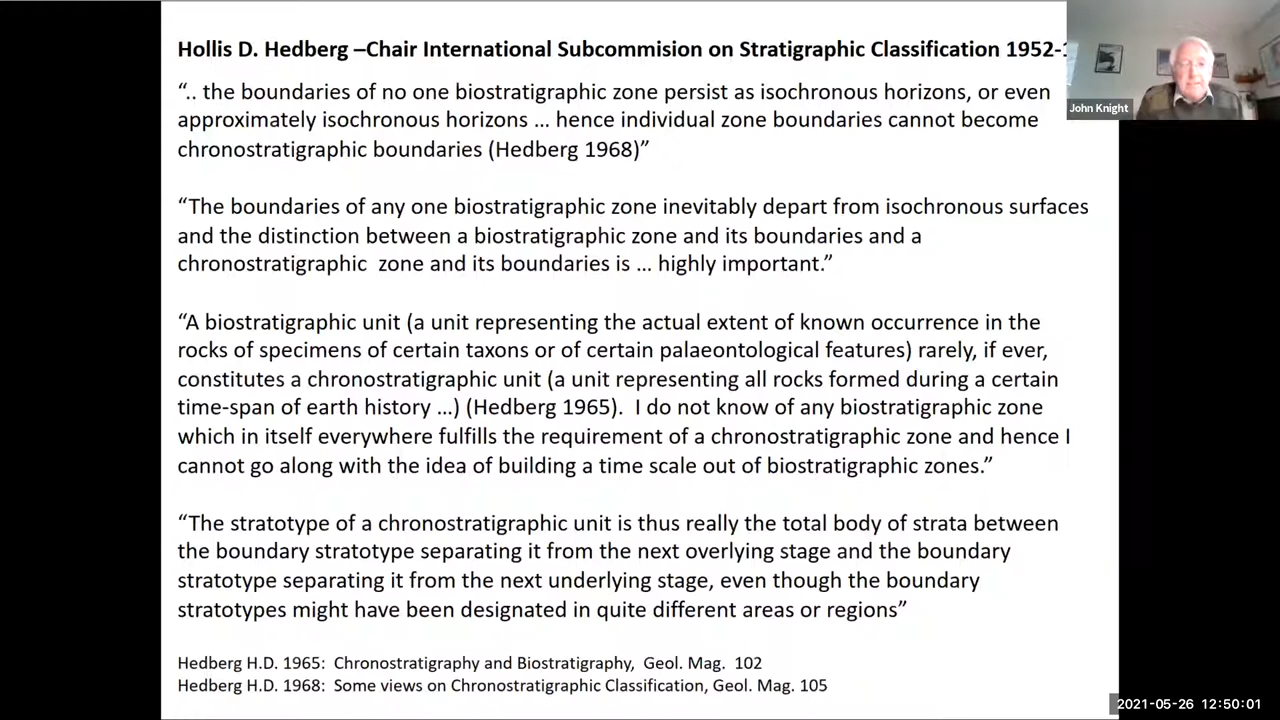 Hollis D. Hedberg –Chair International Subcommision on Stratigraphic Classification 1952-
John Knight
“.. the boundaries of no one biostratigraphic zone persist as isochronous horizons, or even
approximately isochronous horizons … hence individual zone boundaries cannot become
chronostratigraphic boundaries (Hedberg 1968)”
“The boundaries of any one biostratigraphic zone inevitably depart from isochronous surfaces
and the distinction between a biostratigraphic zone and its boundaries and a
chronostratigraphic  zone and its boundaries is … highly important.”
“A biostratigraphic unit (a unit representing the actual extent of known occurrence in the
rocks of specimens of certain taxons or of certain palaeontological features) rarely, if ever,
constitutes a chronostratigraphic unit (a unit representing all rocks formed during a certain
time-span of earth history …) (Hedberg 1965).  I do not know of any biostratigraphic zone
which in itself everywhere fulfills the requirement of a chronostratigraphic zone and hence I
cannot go along with the idea of building a time scale out of biostratigraphic zones.”
“The stratotype of a chronostratigraphic unit is thus really the total body of strata between
the boundary stratotype separating it from the next overlying stage and the boundary
stratotype separating it from the next underlying stage, even though the boundary
stratotypes might have been designated in quite different areas or regions”
Hedberg H.D. 1965:  Chronostratigraphy and Biostratigraphy,  Geol. Mag.  102
Hedberg H.D. 1968:  Some views on Chronostratigraphic Classification, Geol. Mag. 105
2021-05-26  12:50:01